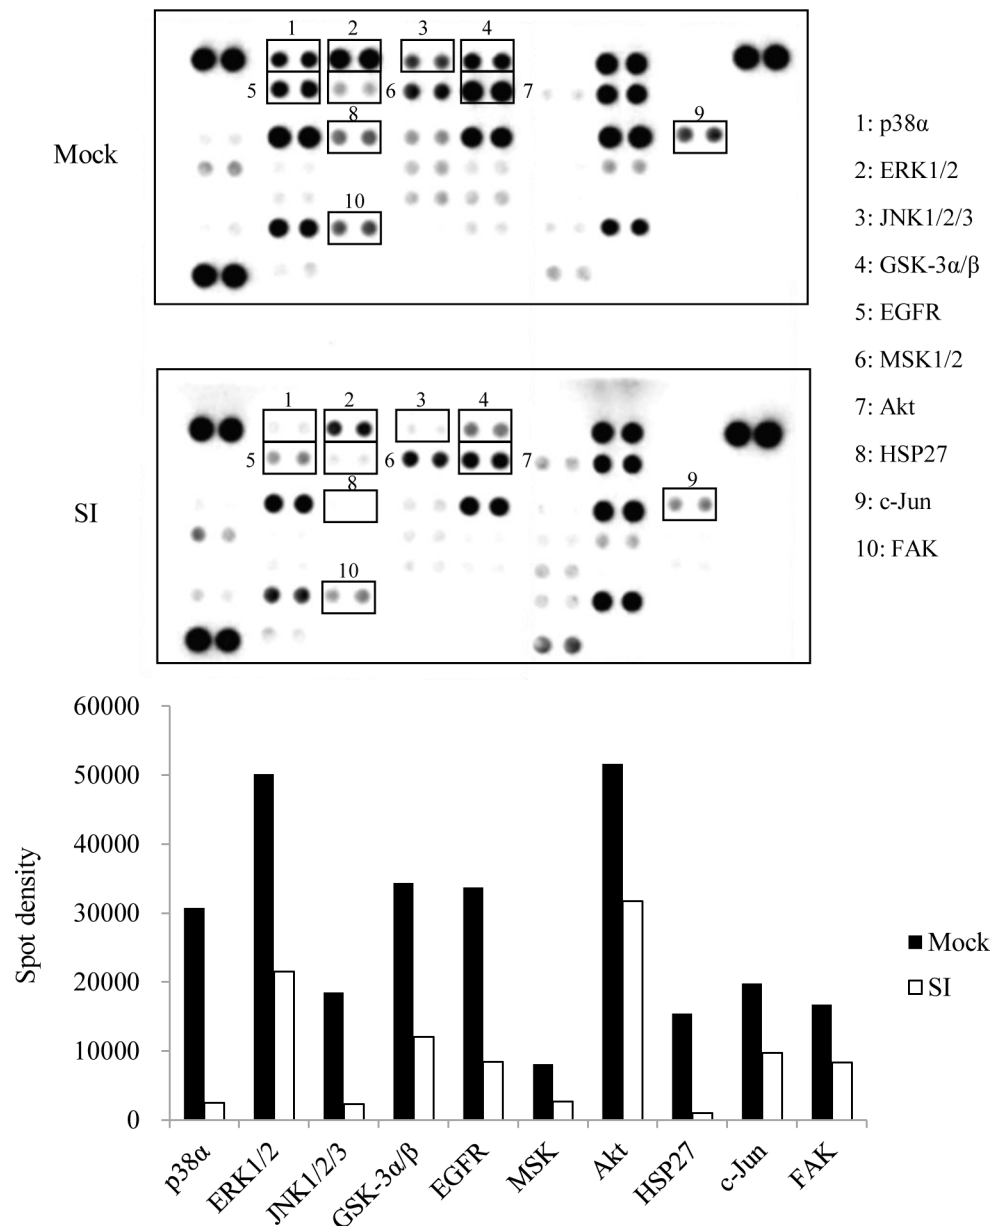 1 2 3 4
5 6 7
8 9
10
Mock
1: p38α
2: ERK1/2
3: JNK1/2/3
4: GSK-3α/β
5: EGFR
6: MSK1/2
7: Akt
8: HSP27
9: c-Jun
10: FAK
1 2 3 4
5 6 7
8 9
10
SI
60000
50000
40000
30000
20000
10000
0
Spot density
p38α
ERK1/2
JNK1/2/3
GSK-3α/β
EGFR
MSK
Akt
HSP27
c-Jun
FAK
Mock
SI